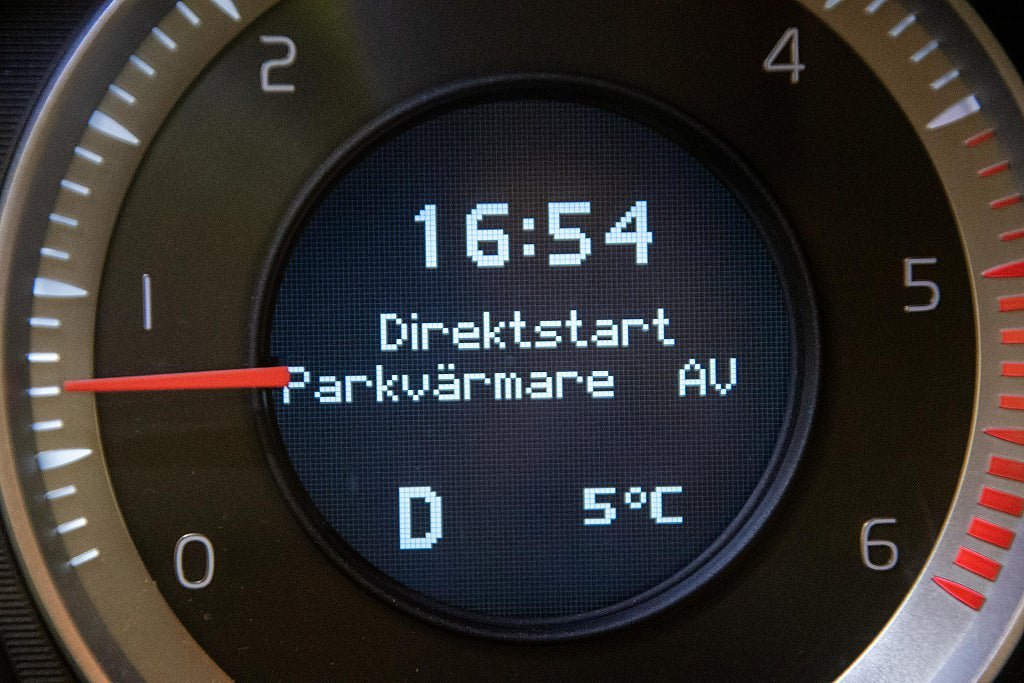 2 4
16:54
1 5
Direktstart
Parkvärmare AV
D 5°C
0 6